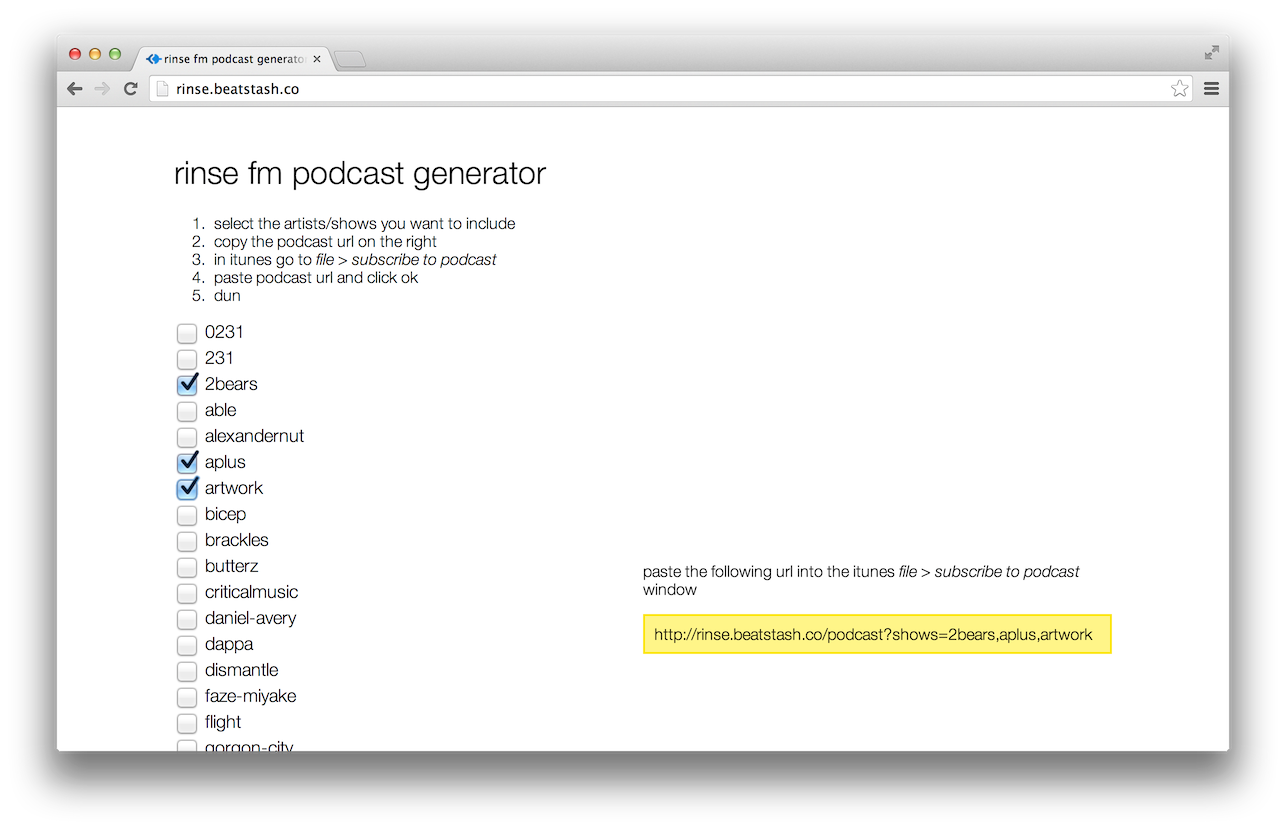 rinse fm podcast generato
rinse.beatstash.co
rinse fm podcast generator
1. select the artists/shows you want to include
2. copy the podcast url on the right
3. in itunes go to file > subscribe to podcast
4. paste podcast url and click ok
5. dun
0231
231
2bears
able
alexandernut
aplus
artwork
bicep
brackles
butterz
criticalmusic
daniel-avery
dappa
dismantle
faze-miyake
flight
gorgon-city
paste the following url into the itunes file > subscribe to podcast
window
http://rinse.beatstash.co/podcast?shows=2bears,aplus,artwork